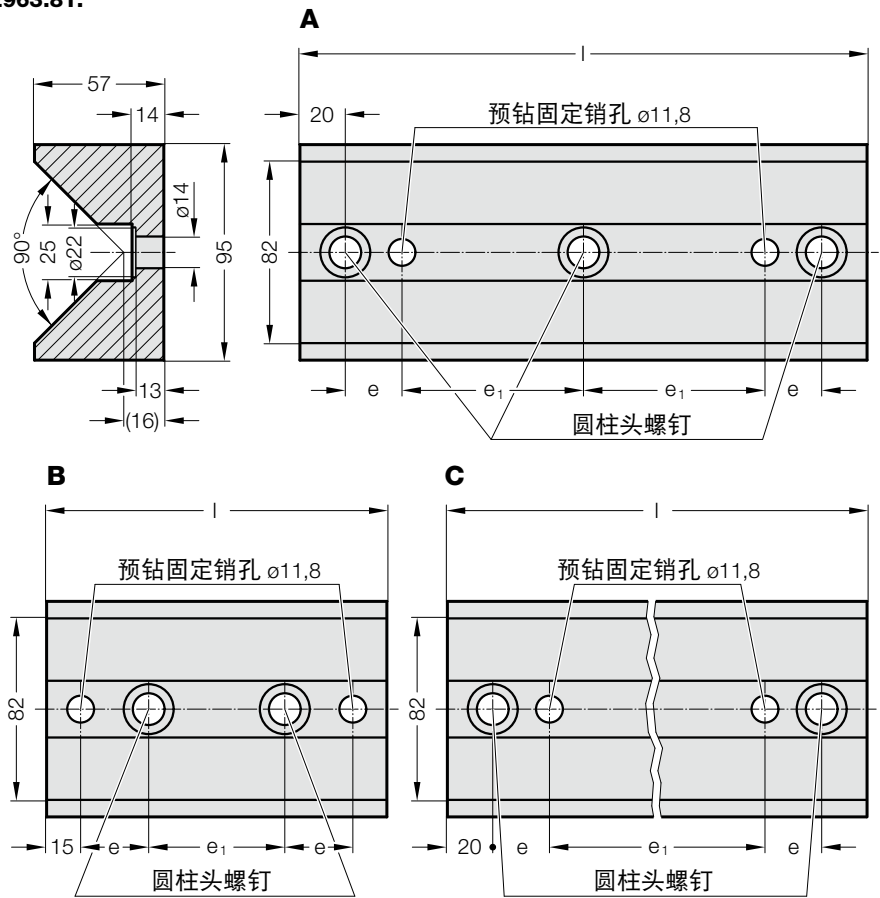 2963.81.
A
l
57
14
20
预钻固定销孔 ø11,8
90°
25
ø22
ø14
95
82
13
(16)
e
e₁
e₁
e
圆柱头螺钉
B
C
l
l
预钻固定销孔 ø11,8
预钻固定销孔 ø11,8
82
82
15
e
e₁
e
20
e
e₁
e
圆柱头螺钉
圆柱头螺钉